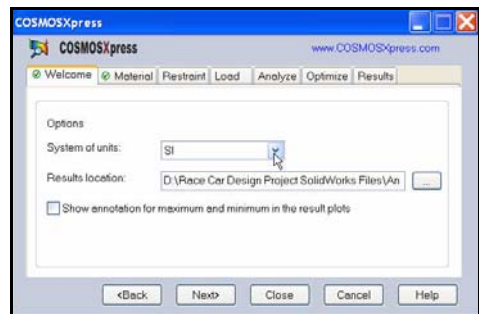 COSMOSXpress
COSMOSXpress www.COSMOSXpress.com
Welcome Material Restraint Load Analyze Optimize Results
Options
System of units: SI
Results location: D:\Race Car Design Project SolidWorks Files\An ...
Show annotation for maximum and minimum in the result plots
<Back Next> Close Cancel Help